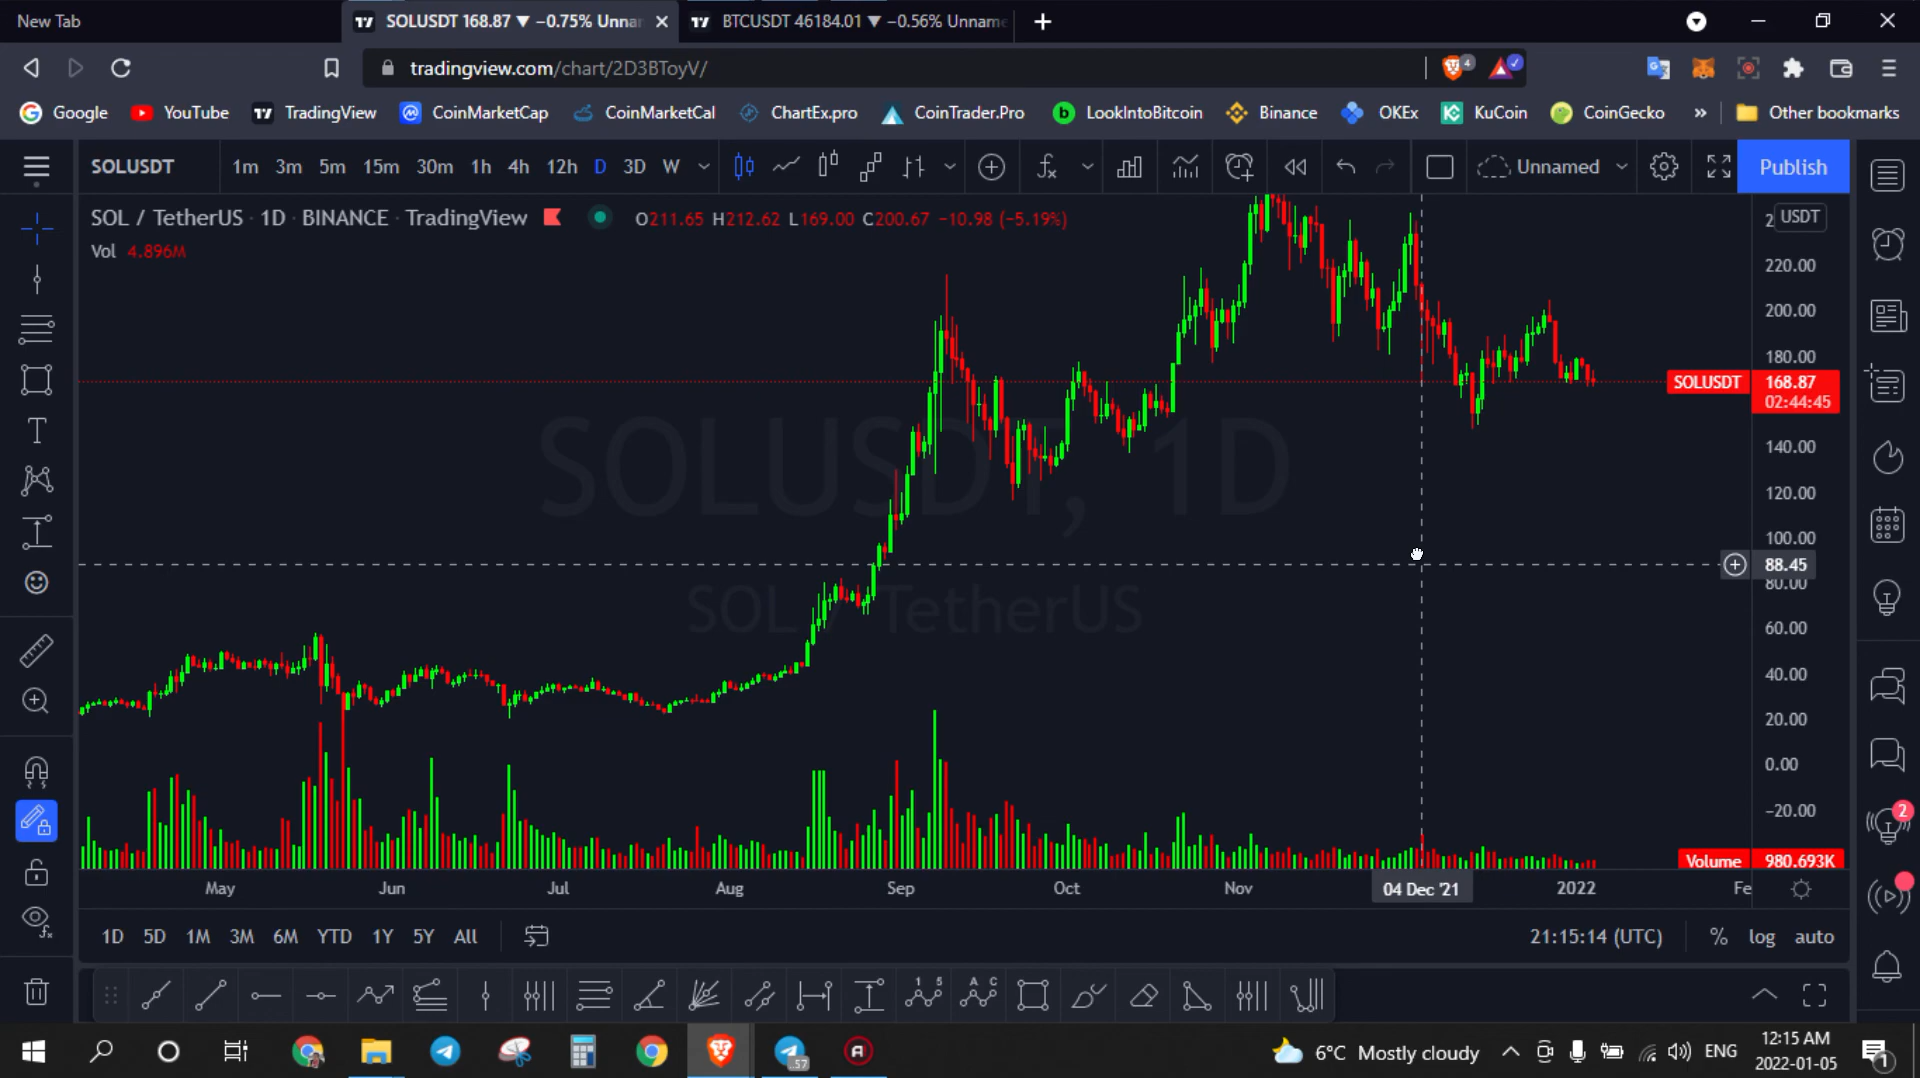 New Tab
SOLUSDT 168.87 ▼ −0.75% Unna
BTCUSDT 46184.01 ▼ −0.56% Unname
tradingview.com/chart/2D3BToyV/
4
Google YouTube TradingView CoinMarketCap CoinMarketCal ChartEx.pro CoinTrader.Pro LookIntoBitcoin Binance OKEx KuCoin CoinGecko » Other bookmarks
SOLUSDT 1m 3m 5m 15m 30m 1h 4h 12h D 3D W Unnamed Publish
SOL / TetherUS · 1D · BINANCE · TradingView O211.65 H212.62 L169.00 C200.67 −10.98 (−5.19%)
Vol 4.896M
USDT
220.00
200.00
180.00
SOLUSDT 168.87
02:44:45
140.00
120.00
100.00
88.45
80.00
60.00
40.00
20.00
0.00
−20.00
SOLUSDT, 1D
SOL / TetherUS
Volume 980.693K
2
May Jun Jul Aug Sep Oct Nov 04 Dec '21 2022 Fe
1D 5D 1M 3M 6M YTD 1Y 5Y All 21:15:14 (UTC) % log auto
57
6°C Mostly cloudy ENG 12:15 AM
2022-01-05
1